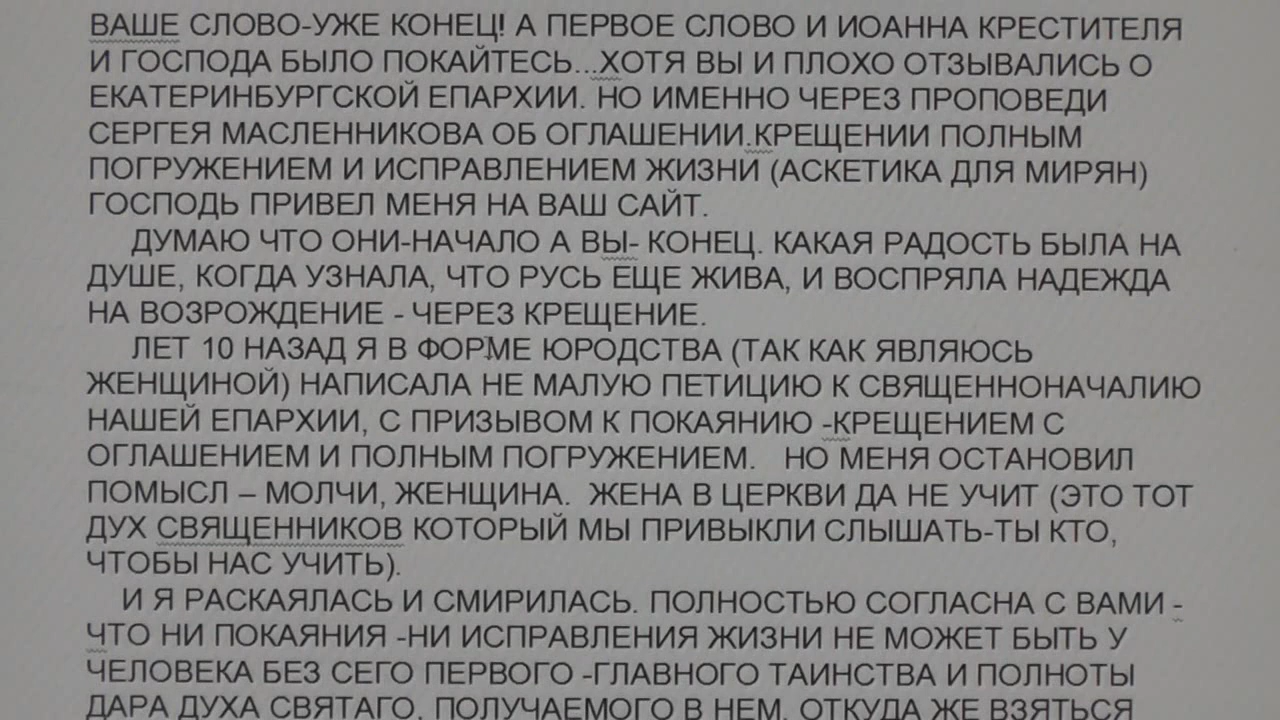 ВАШЕ СЛОВО-УЖЕ КОНЕЦ! А ПЕРВОЕ СЛОВО И ИОАННА КРЕСТИТЕЛЯ
И ГОСПОДА БЫЛО ПОКАЙТЕСЬ...ХОТЯ ВЫ И ПЛОХО ОТЗЫВАЛИСЬ О
ЕКАТЕРИНБУРГСКОЙ ЕПАРХИИ. НО ИМЕННО ЧЕРЕЗ ПРОПОВЕДИ
СЕРГЕЯ МАСЛЕННИКОВА ОБ ОГЛАШЕНИИ.КРЕЩЕНИИ ПОЛНЫМ
ПОГРУЖЕНИЕМ И ИСПРАВЛЕНИЕМ ЖИЗНИ (АСКЕТИКА ДЛЯ МИРЯН)
ГОСПОДЬ ПРИВЕЛ МЕНЯ НА ВАШ САЙТ.
ДУМАЮ ЧТО ОНИ-НАЧАЛО А ВЫ- КОНЕЦ. КАКАЯ РАДОСТЬ БЫЛА НА
ДУШЕ, КОГДА УЗНАЛА, ЧТО РУСЬ ЕЩЕ ЖИВА, И ВОСПРЯЛА НАДЕЖДА
НА ВОЗРОЖДЕНИЕ - ЧЕРЕЗ КРЕЩЕНИЕ.
ЛЕТ 10 НАЗАД Я В ФОРМЕ ЮРОДСТВА (ТАК КАК ЯВЛЯЮСЬ
ЖЕНЩИНОЙ) НАПИСАЛА НЕ МАЛУЮ ПЕТИЦИЮ К СВЯЩЕННОНАЧАЛИЮ
НАШЕЙ ЕПАРХИИ, С ПРИЗЫВОМ К ПОКАЯНИЮ -КРЕЩЕНИЕМ С
ОГЛАШЕНИЕМ И ПОЛНЫМ ПОГРУЖЕНИЕМ. НО МЕНЯ ОСТАНОВИЛ
ПОМЫСЛ – МОЛЧИ, ЖЕНЩИНА. ЖЕНА В ЦЕРКВИ ДА НЕ УЧИТ (ЭТО ТОТ
ДУХ СВЯЩЕННИКОВ КОТОРЫЙ МЫ ПРИВЫКЛИ СЛЫШАТЬ-ТЫ КТО,
ЧТОБЫ НАС УЧИТЬ).
И Я РАСКАЯЛАСЬ И СМИРИЛАСЬ. ПОЛНОСТЬЮ СОГЛАСНА С ВАМИ -
ЧТО НИ ПОКАЯНИЯ -НИ ИСПРАВЛЕНИЯ ЖИЗНИ НЕ МОЖЕТ БЫТЬ У
ЧЕЛОВЕКА БЕЗ СЕГО ПЕРВОГО -ГЛАВНОГО ТАИНСТВА И ПОЛНОТЫ
ДАРА ДУХА СВЯТАГО, ПОЛУЧАЕМОГО В НЕМ. ОТКУДА ЖЕ ВЗЯТЬСЯ